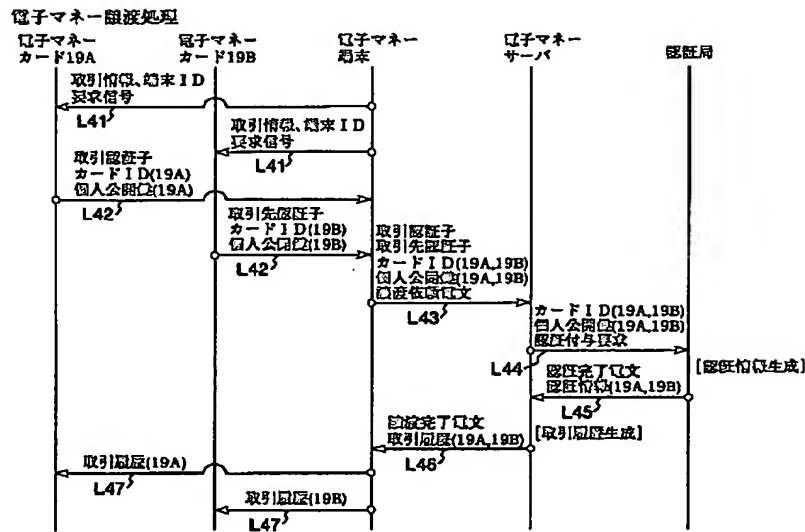 電子マネー譲渡処理
電子マネー
カード19A
電子マネー
カード19B
電子マネー
端末
電子マネー
サーバ
認証局
取引情報、端末ID
要求信号
L41
取引情報、端末ID
要求信号
L41
取引認証子
カードID(19A)
個人公開鍵(19A)
L42
取引先認証子
カードID(19B)
個人公開鍵(19B)
L42
取引認証子
取引先認証子
カードID(19A,19B)
個人公開鍵(19A,19B)
譲渡依頼電文
L43
カードID(19A,19B)
個人公開鍵(19A,19B)
認証付与要求
L44
[認証情報生成]
認証完了電文
認証情報(19A,19B)
L45
譲渡完了電文
取引履歴(19A,19B)
L46
[取引履歴生成]
取引履歴(19A)
L47
取引履歴(19B)
L47